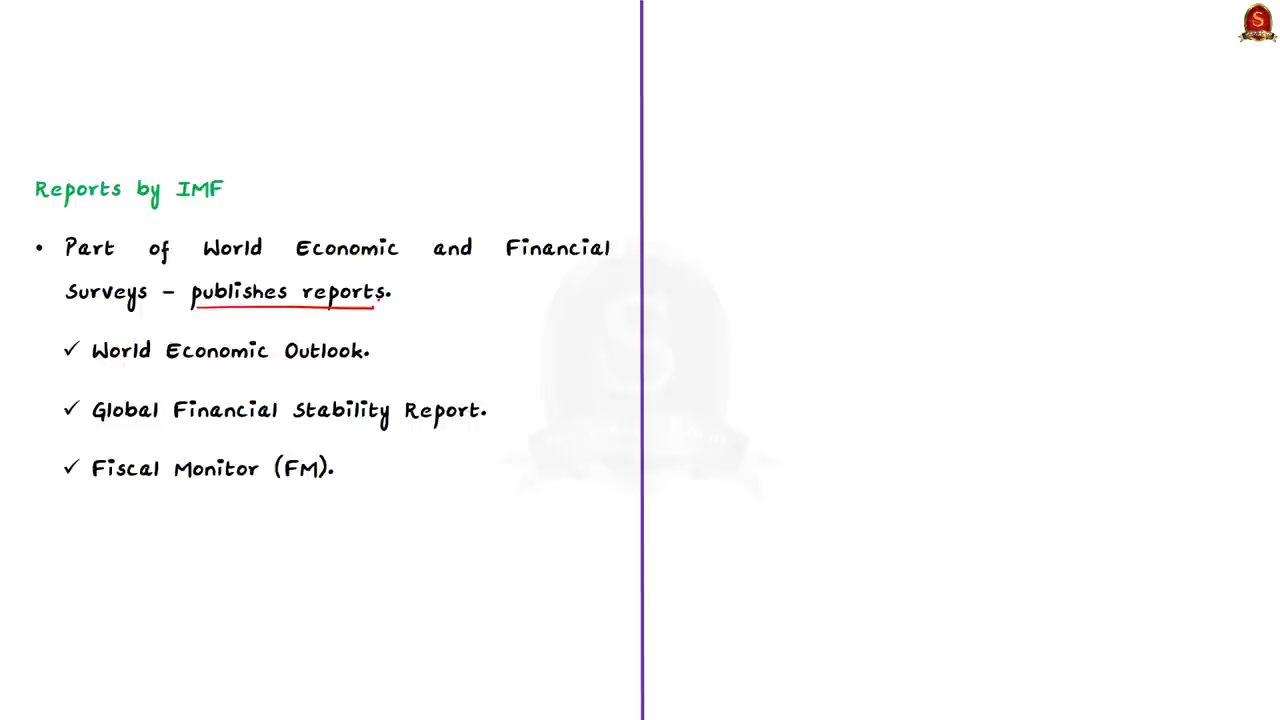 Reports by IMF
• Part of World Economic and Financial
Surveys – publishes reports.
✓ World Economic Outlook.
✓ Global Financial Stability Report.
✓ Fiscal Monitor (FM).
S
S